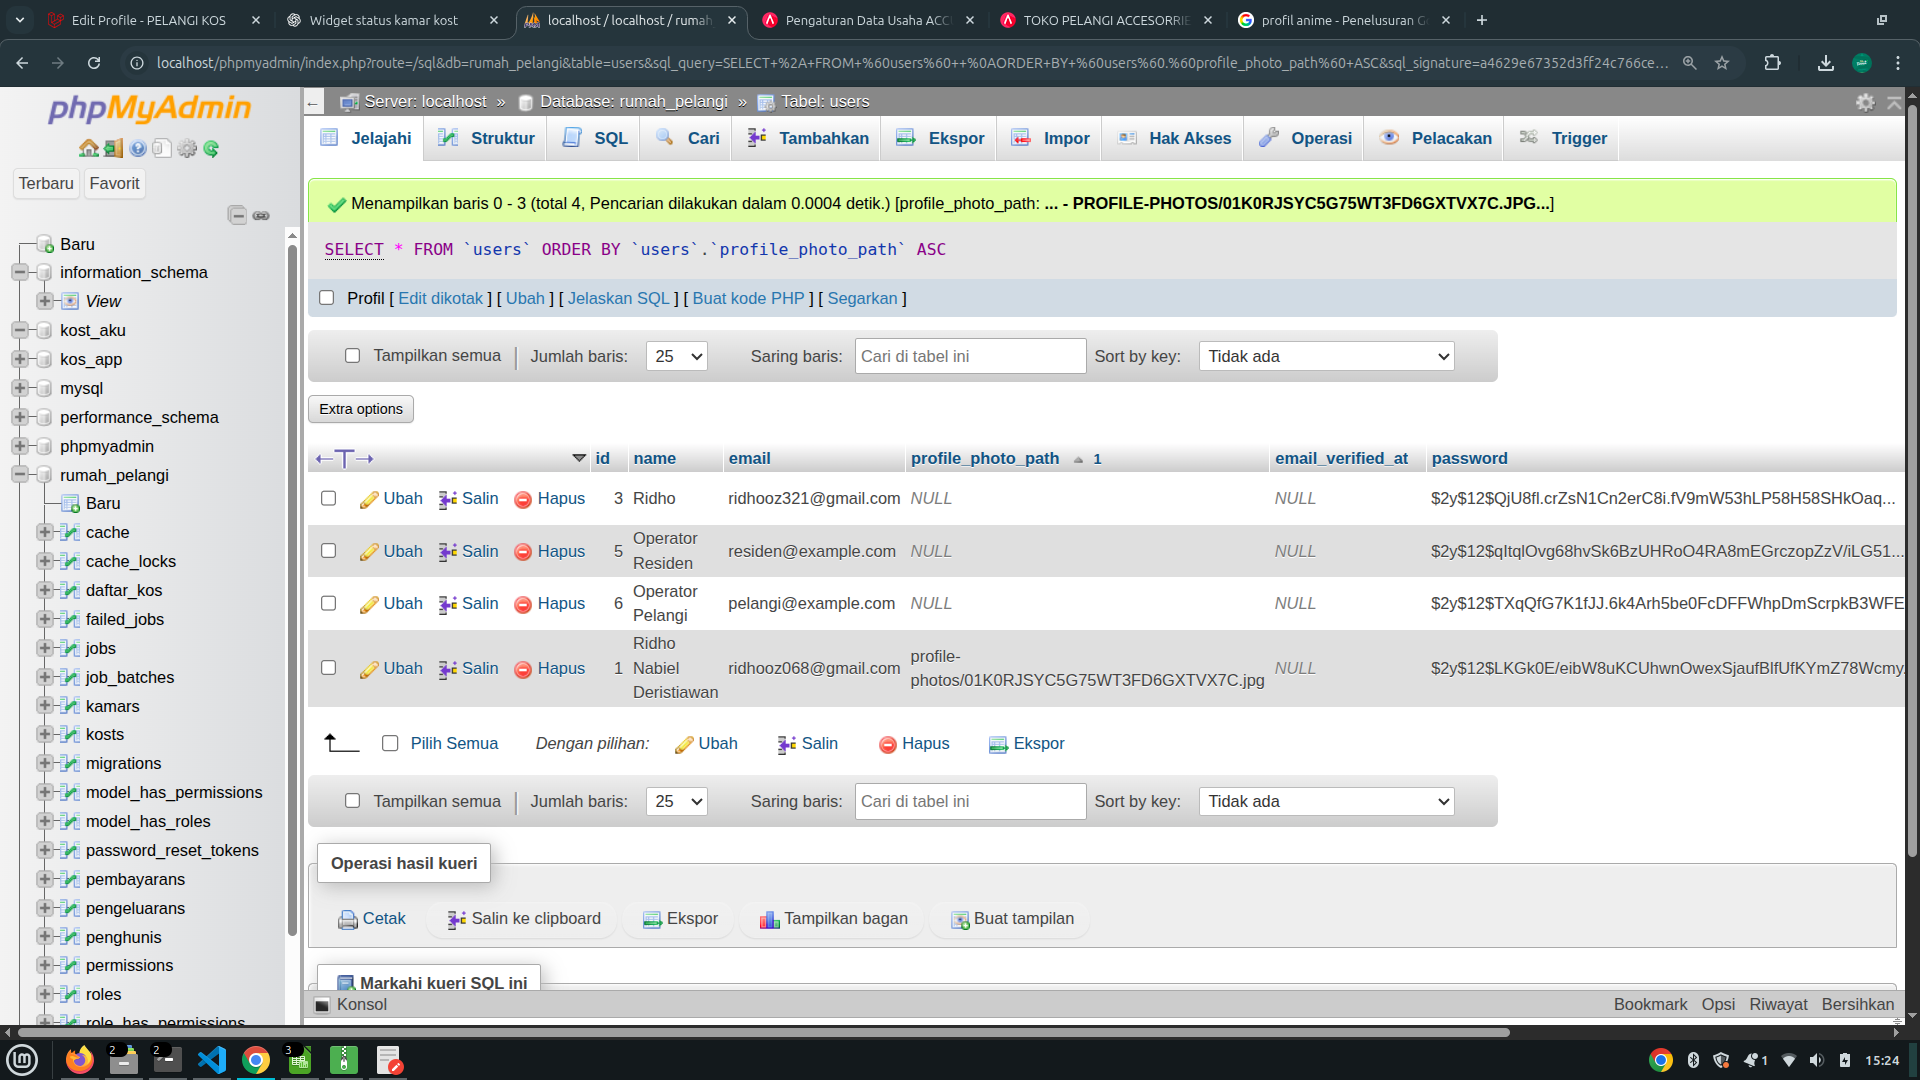 Edit Profile - PELANGI KOS
Widget status kamar kost
localhost / localhost / rumah_
Pengaturan Data Usaha ACC
TOKO PELANGI ACCESORRIE
profil anime - Penelusuran G
localhost/phpmyadmin/index.php?route=/sql&db=rumah_pelangi&table=users&sql_query=SELECT+%2A+FROM+%60users%60++%0AORDER+BY+%60users%60.%60profile_photo_path%60+ASC&sql_signature=a4629e67352d3ff24c766ce...
phpMyAdmin
Terbaru Favorit
Baru
information_schema
View
kost_aku
kos_app
mysql
performance_schema
phpmyadmin
rumah_pelangi
Baru
cache
cache_locks
daftar_kos
failed_jobs
jobs
job_batches
kamars
kosts
migrations
model_has_permissions
model_has_roles
password_reset_tokens
pembayarans
pengeluarans
penghunis
permissions
roles
role_has_permissions
Server: localhost » Database: rumah_pelangi » Tabel: users
Jelajahi Struktur SQL Cari Tambahkan Ekspor Impor Hak Akses Operasi Pelacakan Trigger
Menampilkan baris 0 - 3 (total 4, Pencarian dilakukan dalam 0.0004 detik.) [profile_photo_path: ... - PROFILE-PHOTOS/01K0RJSYC5G75WT3FD6GXTVX7C.JPG...]
SELECT * FROM `users` ORDER BY `users`.`profile_photo_path` ASC
Profil [ Edit dikotak ] [ Ubah ] [ Jelaskan SQL ] [ Buat kode PHP ] [ Segarkan ]
Tampilkan semua Jumlah baris: 25 Saring baris: Cari di tabel ini Sort by key: Tidak ada
Extra options
id name email profile_photo_path 1 email_verified_at password
Ubah Salin Hapus 3 Ridho ridhooz321@gmail.com NULL NULL $2y$12$QjU8fl.crZsN1Cn2erC8i.fV9mW53hLP58H58SHkOaq...
Ubah Salin Hapus 5 Operator Residen residen@example.com NULL NULL $2y$12$qItqlOvg68hvSk6BzUHRoO4RA8mEGrczopZzV/iLG51...
Ubah Salin Hapus 6 Operator Pelangi pelangi@example.com NULL NULL $2y$12$TXqQfG7K1fJJ.6k4Arh5be0FcDFFWhpDmScrpkB3WFE
Ubah Salin Hapus 1 Ridho Nabiel Deristiawan ridhooz068@gmail.com profile-photos/01K0RJSYC5G75WT3FD6GXTVX7C.jpg NULL $2y$12$LKGk0E/eibW8uKCUhwnOwexSjaufBlfUfKYmZ78Wcmy.
Pilih Semua Dengan pilihan: Ubah Salin Hapus Ekspor
Tampilkan semua Jumlah baris: 25 Saring baris: Cari di tabel ini Sort by key: Tidak ada
Operasi hasil kueri
Cetak Salin ke clipboard Ekspor Tampilkan bagan Buat tampilan
Markahi kueri SQL ini
Konsol Bookmark Opsi Riwayat Bersihkan
2 2 3 1 15:24